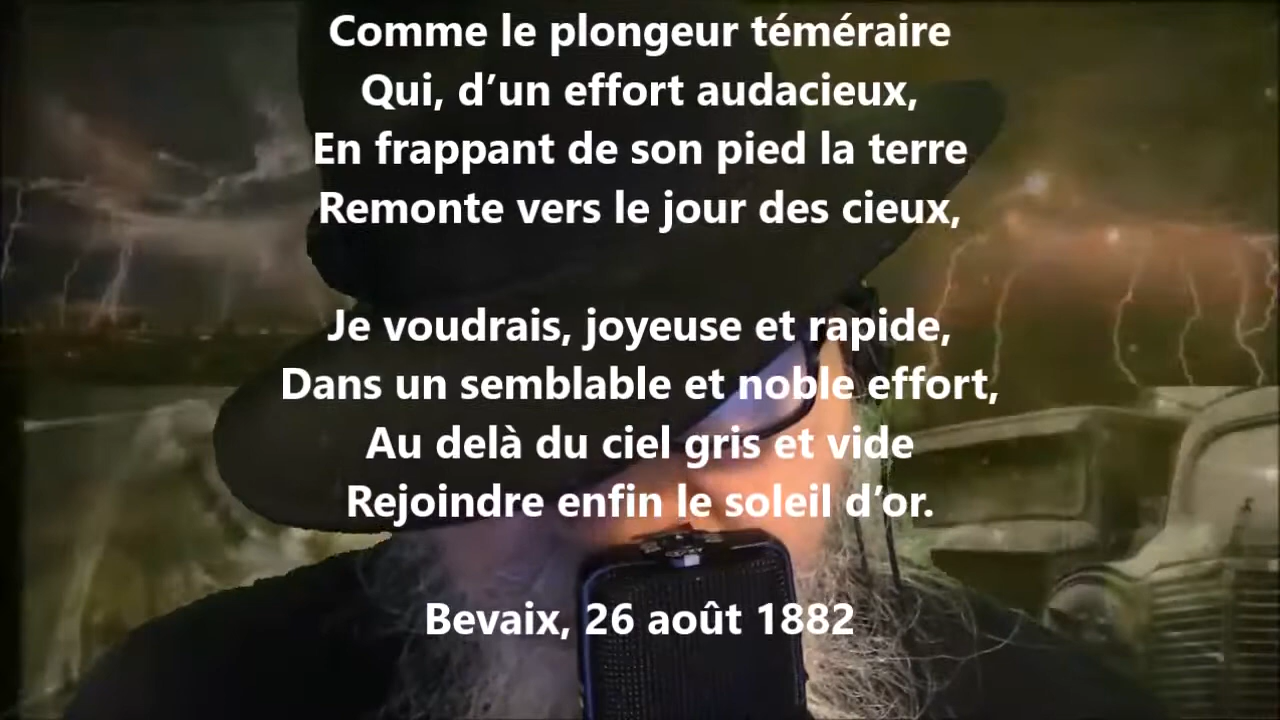 Comme le plongeur téméraire
Qui, d’un effort audacieux,
En frappant de son pied la terre
Remonte vers le jour des cieux,
Je voudrais, joyeuse et rapide,
Dans un semblable et noble effort,
Au delà du ciel gris et vide
Rejoindre enfin le soleil d’or.
Bevaix, 26 août 1882